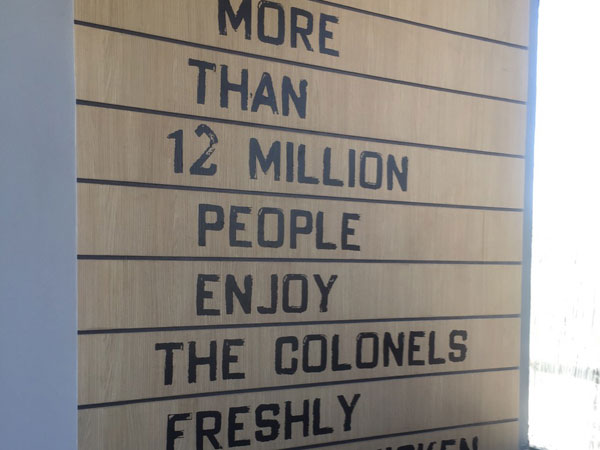 MORE
THAN
12 MILLION
PEOPLE
ENJOY
THE COLONELS
FRESHLY